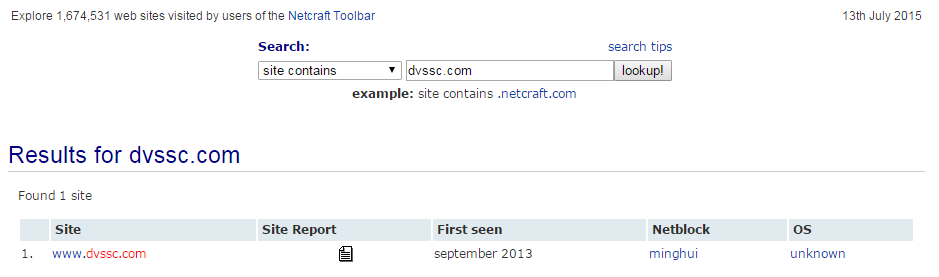 Explore 1,674,531 web sites visited by users of the Netcraft Toolbar 13th July 2015
Search: search tips
site contains dvssc.com lookup!
example: site contains .netcraft.com
Results for dvssc.com
Found 1 site
Site Site Report First seen Netblock OS
1. www.dvssc.com september 2013 minghui unknown